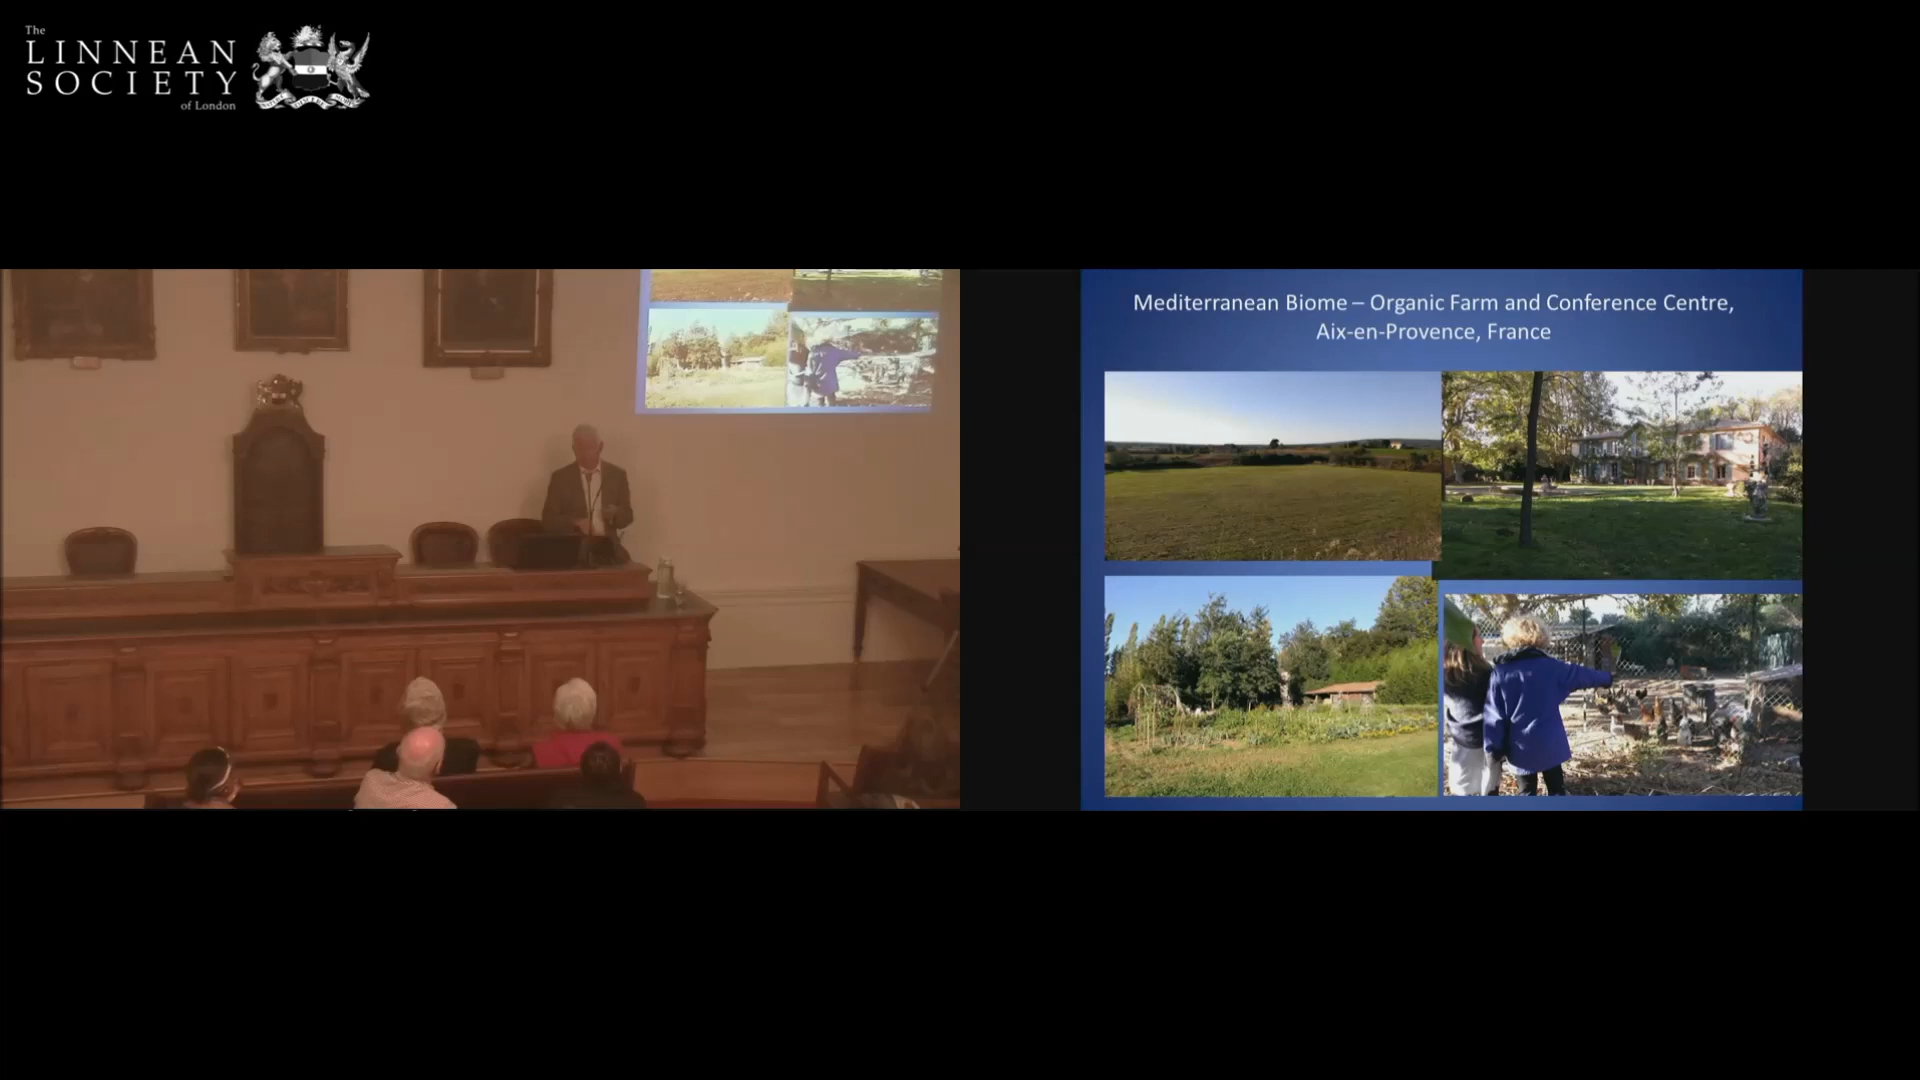 The
LINNEAN
SOCIETY
of London
Mediterranean Biome – Organic Farm and Conference Centre,
Aix-en-Provence, France